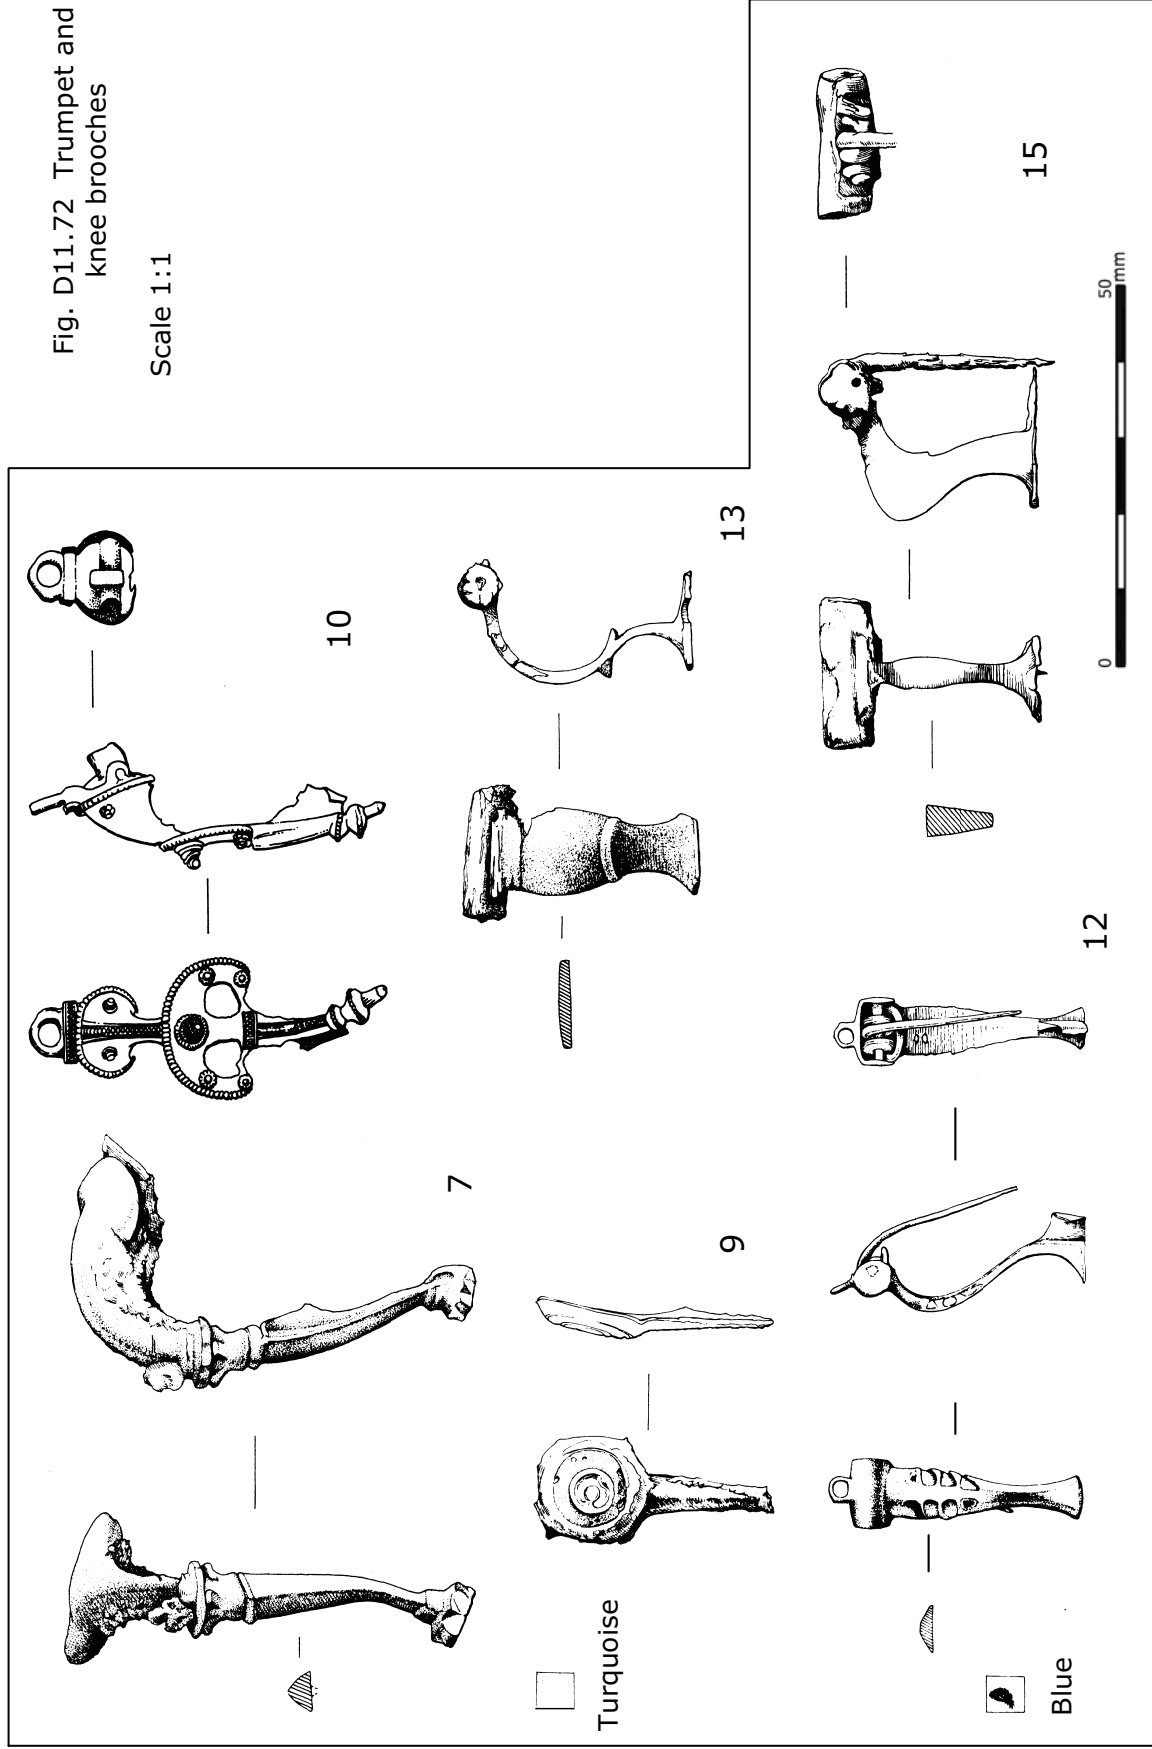 Fig. D11.72 Trumpet and
knee brooches
Scale 1:1
7
10
9
13
Turquoise
12
15
Blue
0
50
mm